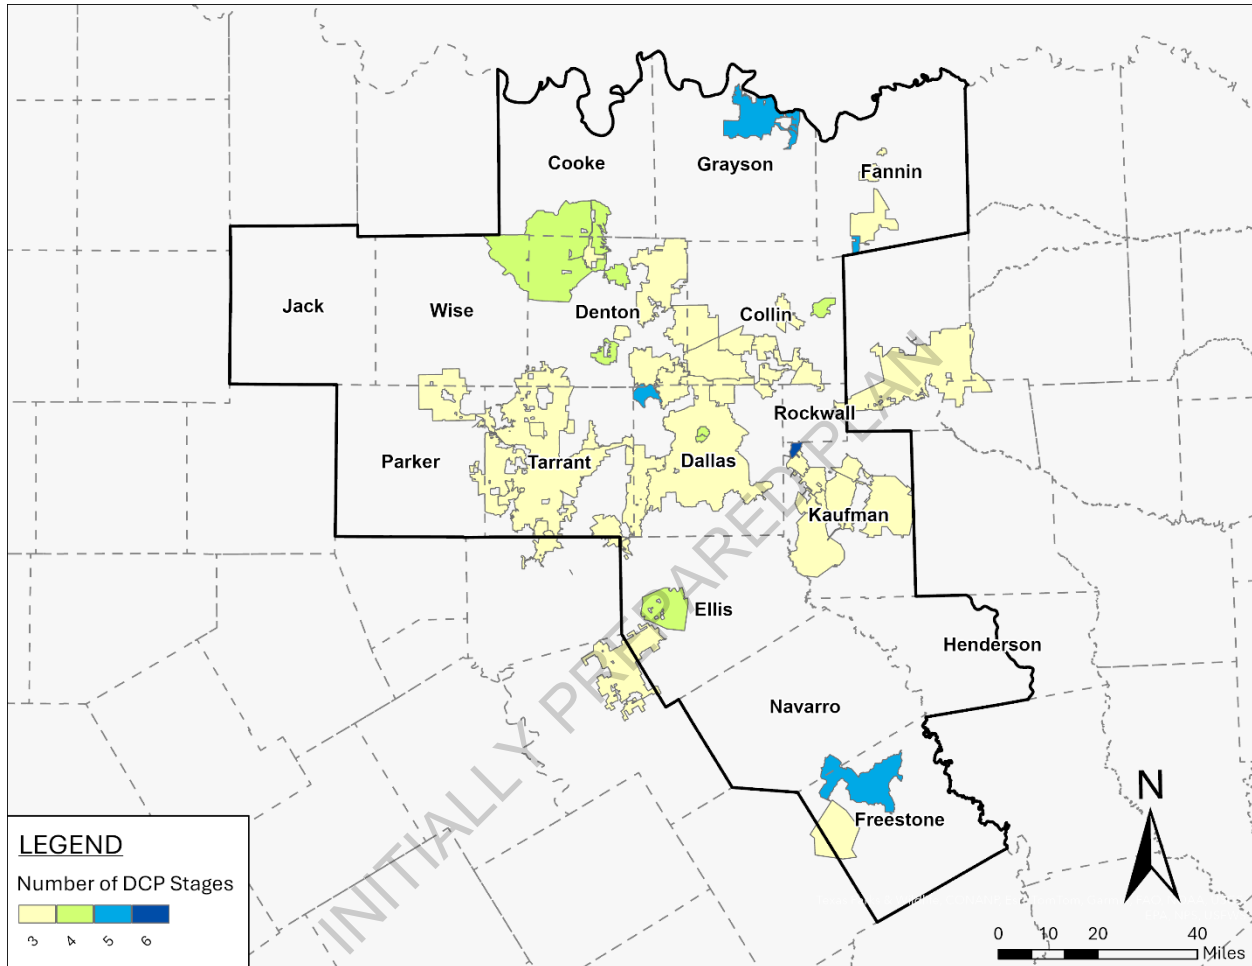 Cooke
Grayson
Fannin
Jack
Wise
Denton
Collin
Rockwall
Parker
Tarrant
Dallas
Kaufman
Ellis
Henderson
Navarro
Freestone
INITIALLY PREPARED PLAN
N
LEGEND
Number of DCP Stages
3 4 5 6
0 10 20 40 Miles